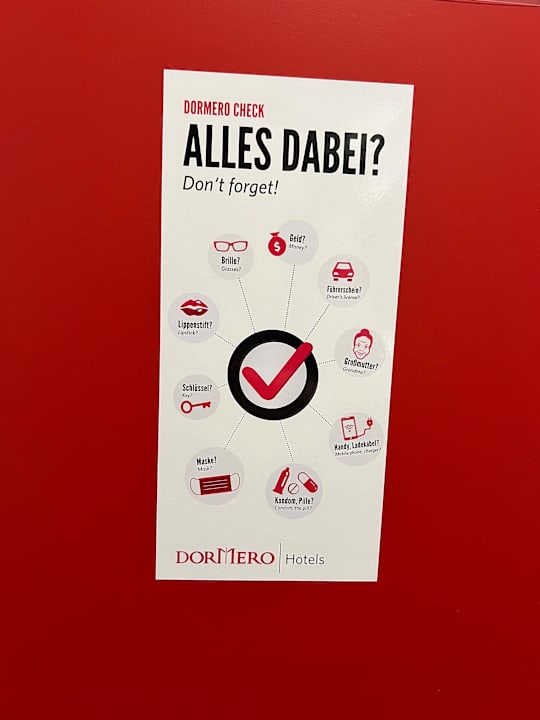 DORMERO CHECK
ALLES DABEI?
Don't forget!
Geld?
Money?
Brille?
Glasses?
Führerschein?
Driver's license?
Lippenstift?
Lipstick?
Großmutter?
Grandma?
Schlüssel?
Key?
Handy, Ladekabel?
Mobile phone, charger?
Maske?
Mask?
Kondom, Pille?
Condom, the pill?
DORMERO Hotels